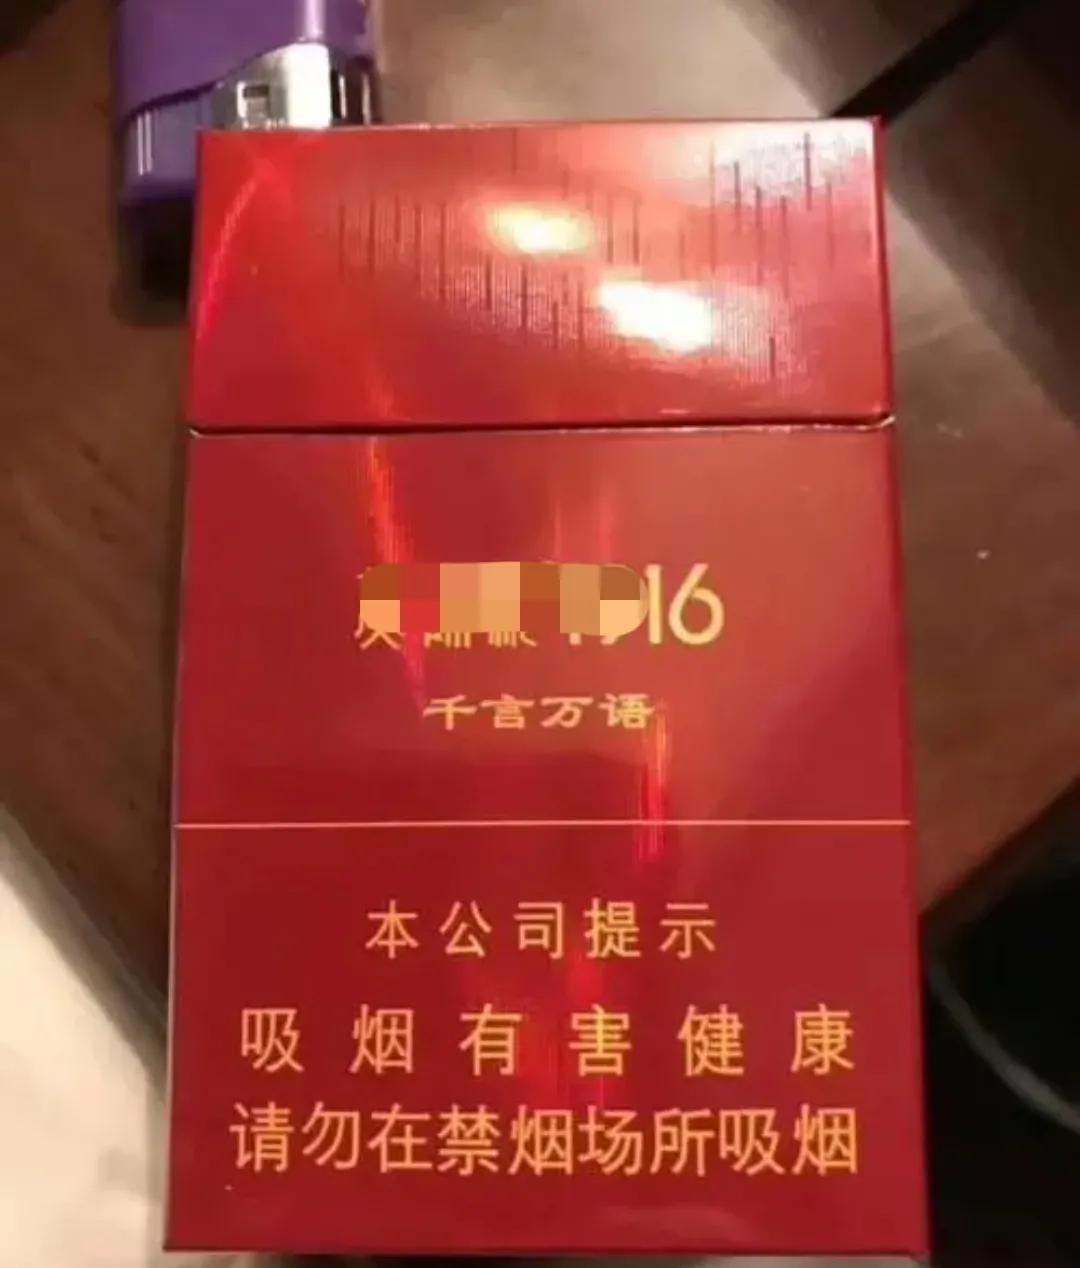 16
千言万语
本公司提示
吸烟有害健康
请勿在禁烟场所吸烟